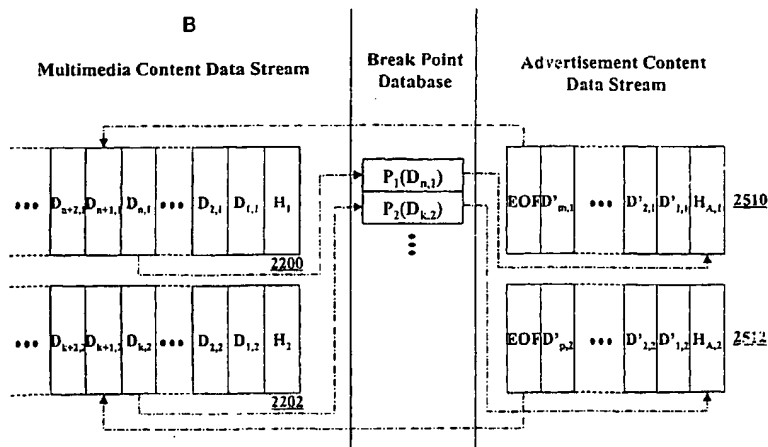 B
Multimedia Content Data Stream
Break Point
Database
Advertisement Content
Data Stream
••• D_{n+2,1} D_{n+1,1} D_{n,1} ••• D_{2,1} D_{1,1} H_1
2200
P_1(D_{n,1})
P_2(D_{k,2})
•••
EOF D'_{m,1} ••• D'_{2,1} D'_{1,1} H_{A,1}
2510
••• D_{k+2,2} D_{k+1,2} D_{k,2} ••• D_{2,2} D_{1,2} H_2
2202
EOF D'_{p,2} ••• D'_{2,2} D'_{1,2} H_{A,2}
2512